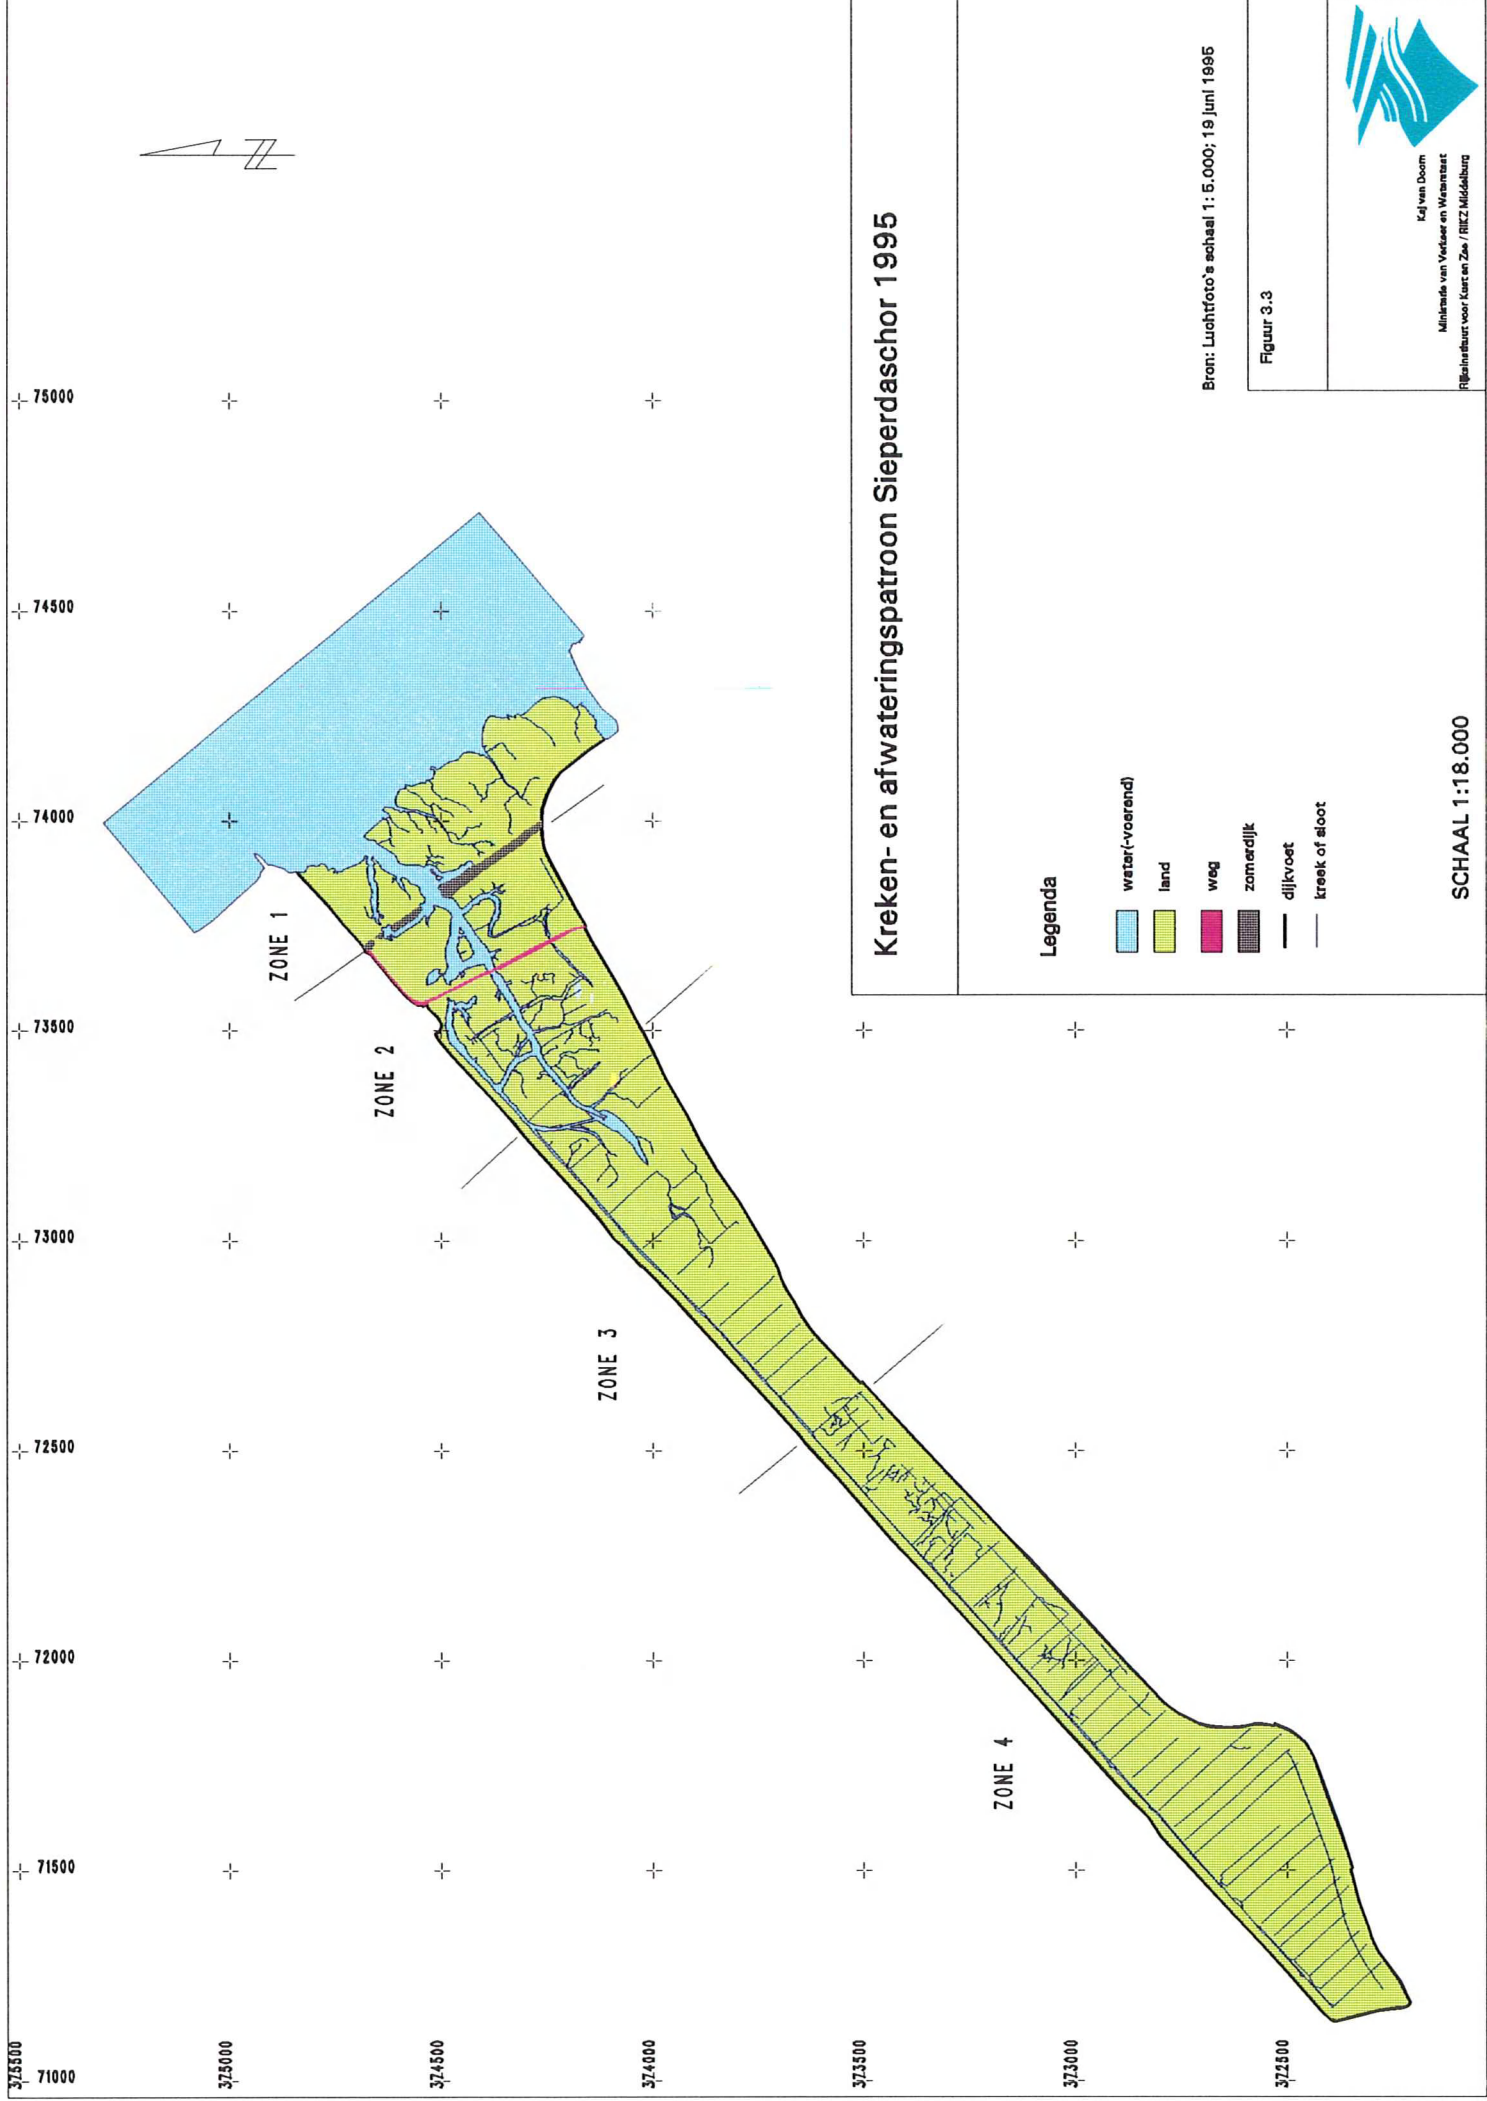 75000
74500
74000
73500
73000
72500
72000
71500
71000
375500
375000
374500
374000
373500
373000
372500
N
ZONE 1
ZONE 2
ZONE 3
ZONE 4
Kreken- en afwateringspatroon Sieperdaschor 1995
Legenda
water(-voerend)
land
weg
zomerdijk
dijkvoet
kreek of sloot
SCHAAL 1:18.000
Bron: Luchtfoto's schaal 1: 5.000; 19 juni 1995
Figuur 3.3
Kaj van Doorn
Ministerie van Verkeer en Waterstaat
Rijksinstituut voor Kust en Zee / RIKZ Middelburg